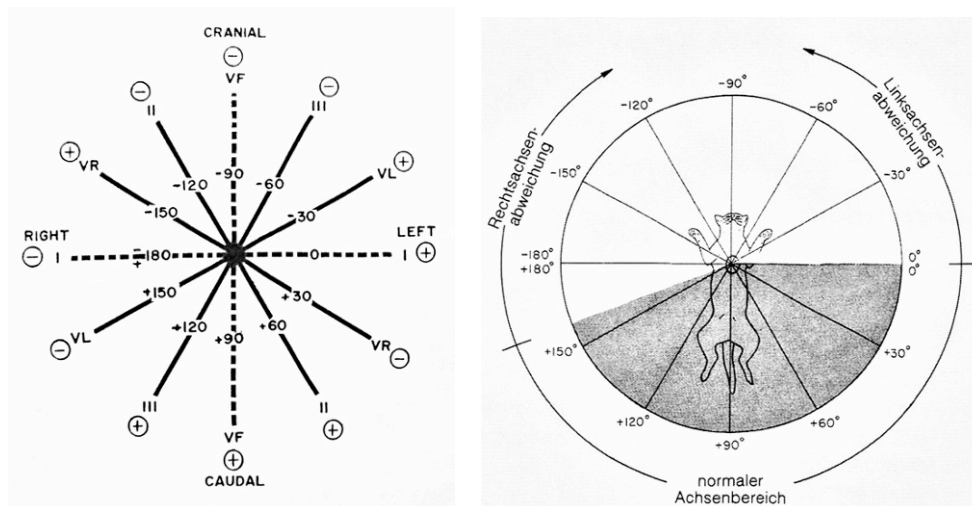 CRANIAL
−
VF
− −
II III
+ +
VR VL
-90
-120 -60
-150 -30
RIGHT LEFT
− I −+180 0 I +
+150 +30
+120 +60
+90
− VL VR −
III II
+ +
VF
+
CAUDAL
-90°
-120° -60°
-150° -30°
-180° 0°
+180° 0°
+150° +30°
+120° +60°
+90°
Rechtsachsen-
abweichung
Linksachsen-
abweichung
normaler
Achsenbereich